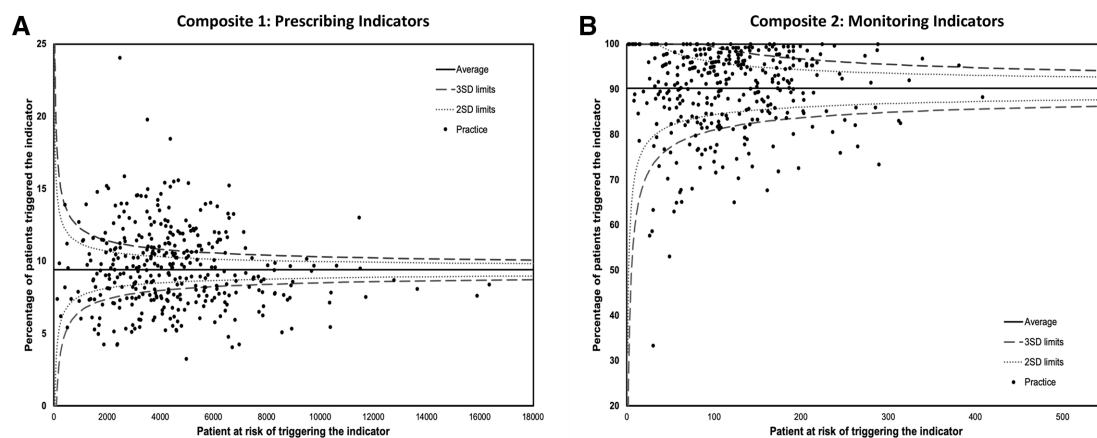 A
Composite 1: Prescribing Indicators
Percentage of patients triggered the indicator
25
20
15
10
5
0
Average
3SD limits
2SD limits
Practice
0 2000 4000 6000 8000 10000 12000 14000 16000 18000
Patient at risk of triggering the indicator
B
Composite 2: Monitoring Indicators
Percentage of patients triggered the indicator
100
90
80
70
60
50
40
30
20
Average
3SD limits
2SD limits
Practice
0 100 200 300 400 500
Patient at risk of triggering the indicator